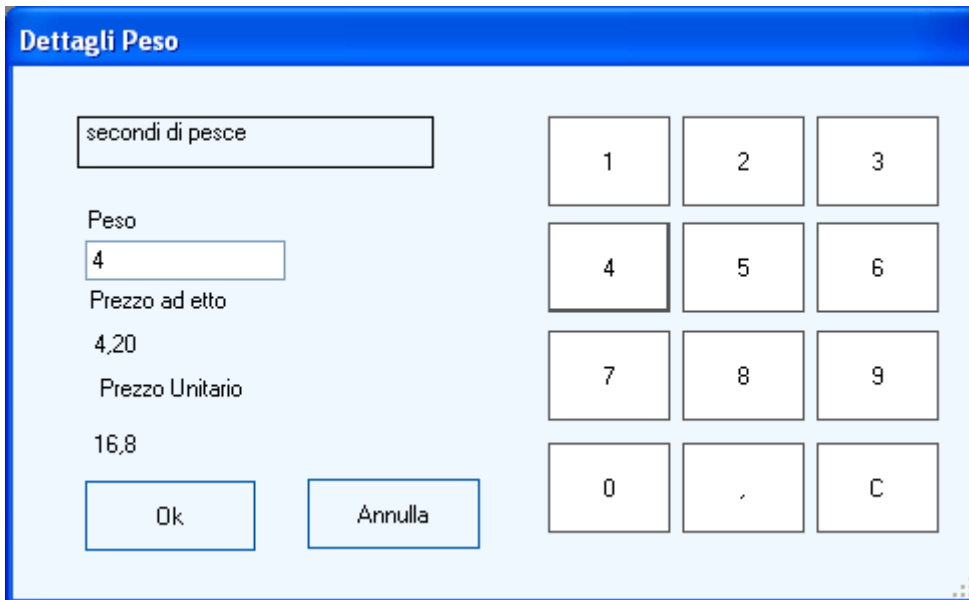 Dettagli Peso
secondi di pesce
Peso
4
Prezzo ad etto
4,20
Prezzo Unitario
16,8
Ok
Annulla
1 2 3
4 5 6
7 8 9
0 , C